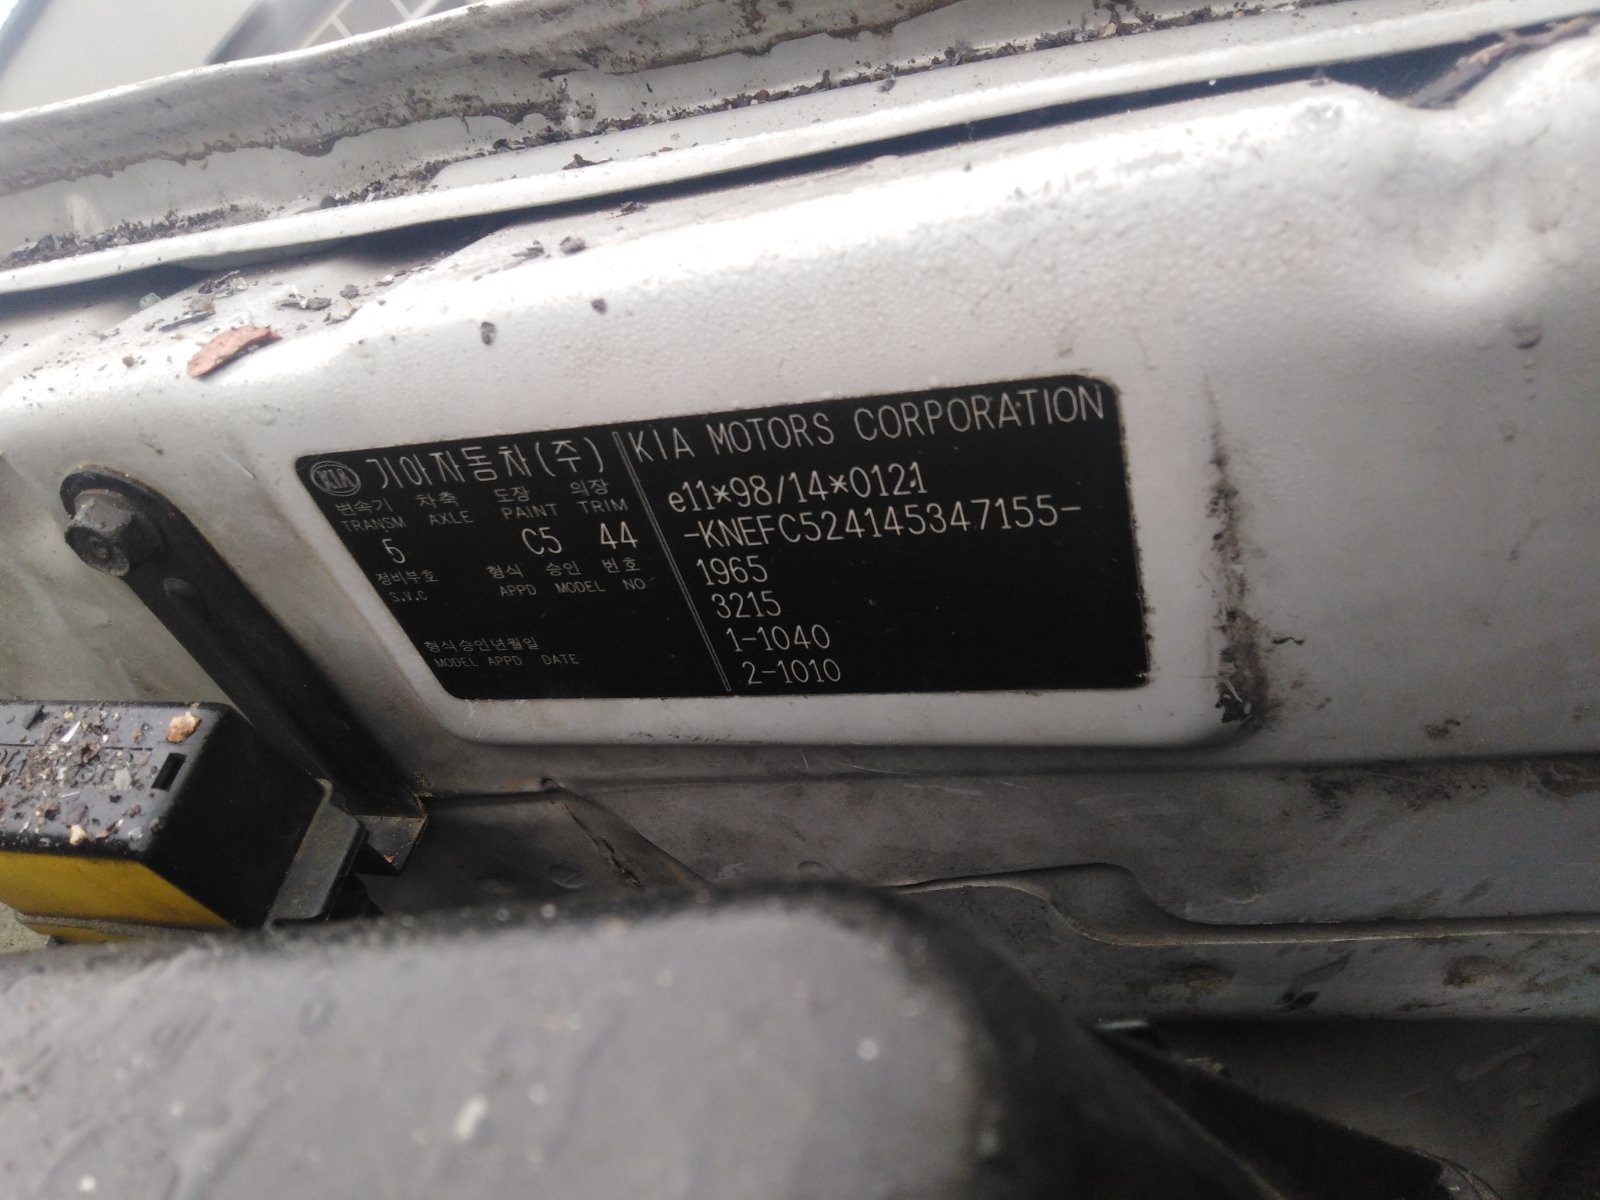 KIA 기아자동차(주)
변속기 차축 도장 의장
TRANSM AXLE PAINT TRIM
5 C5 44
정비부호 형식 승인 번호
S.V.C APPD MODEL NO
형식승인년월일
MODEL APPD DATE
KIA MOTORS CORPORATION
e11*98/14*0121
-KNEFC524145347155-
1965
3215
1-1040
2-1010